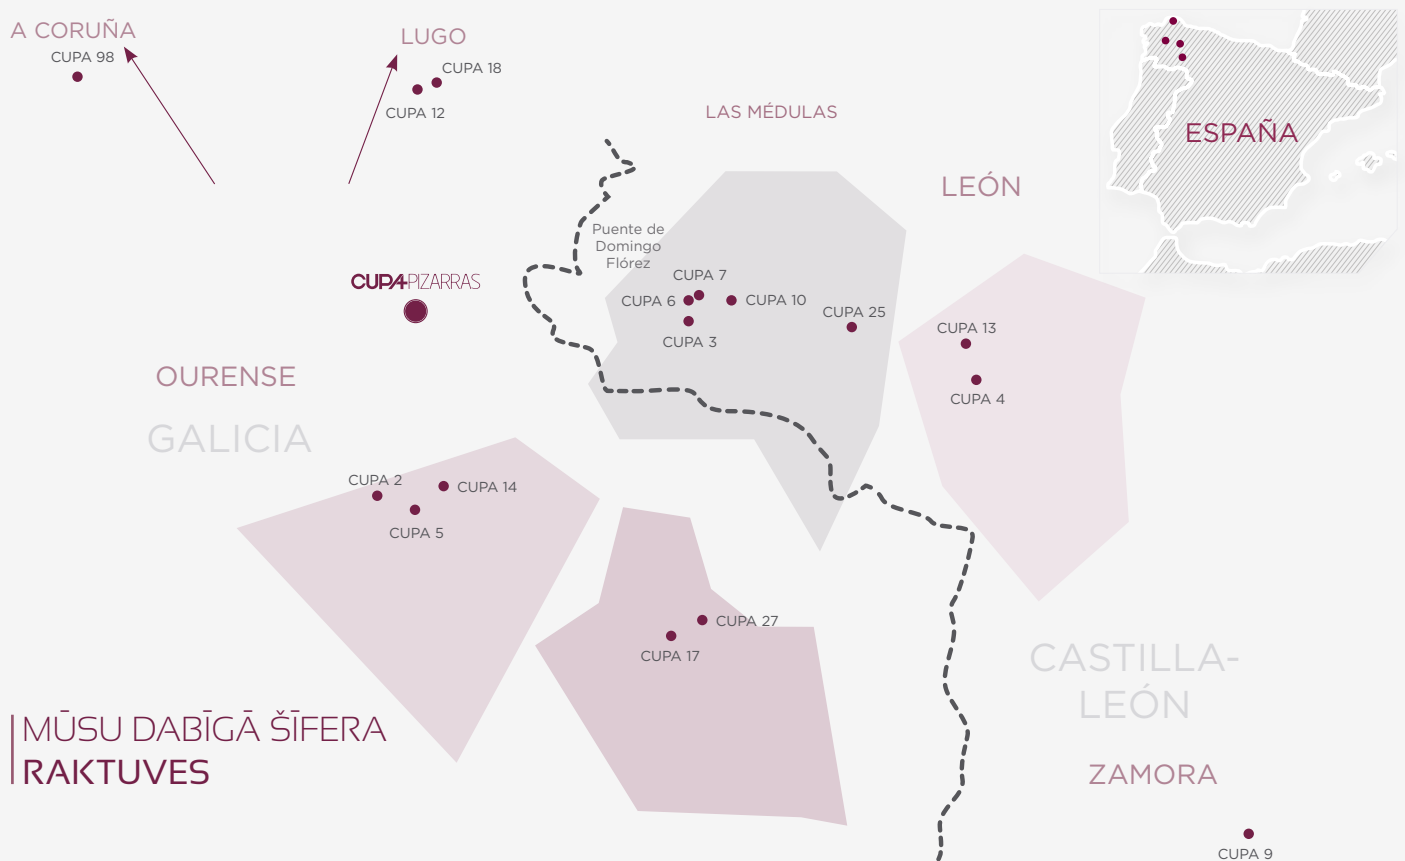 A CORUÑA
CUPA 98
LUGO
CUPA 18
CUPA 12
LAS MÉDULAS
ESPAÑA
LEÓN
Puente de
Domingo
Flórez
CUPA PIZARRAS
CUPA 7
CUPA 6
CUPA 10
CUPA 3
CUPA 25
CUPA 13
CUPA 4
OURENSE
GALICIA
CUPA 2
CUPA 14
CUPA 5
CUPA 27
CUPA 17
CASTILLA-
LEÓN
MŪSU DABĪGĀ ŠĪFERA
RAKTUVES
ZAMORA
CUPA 9